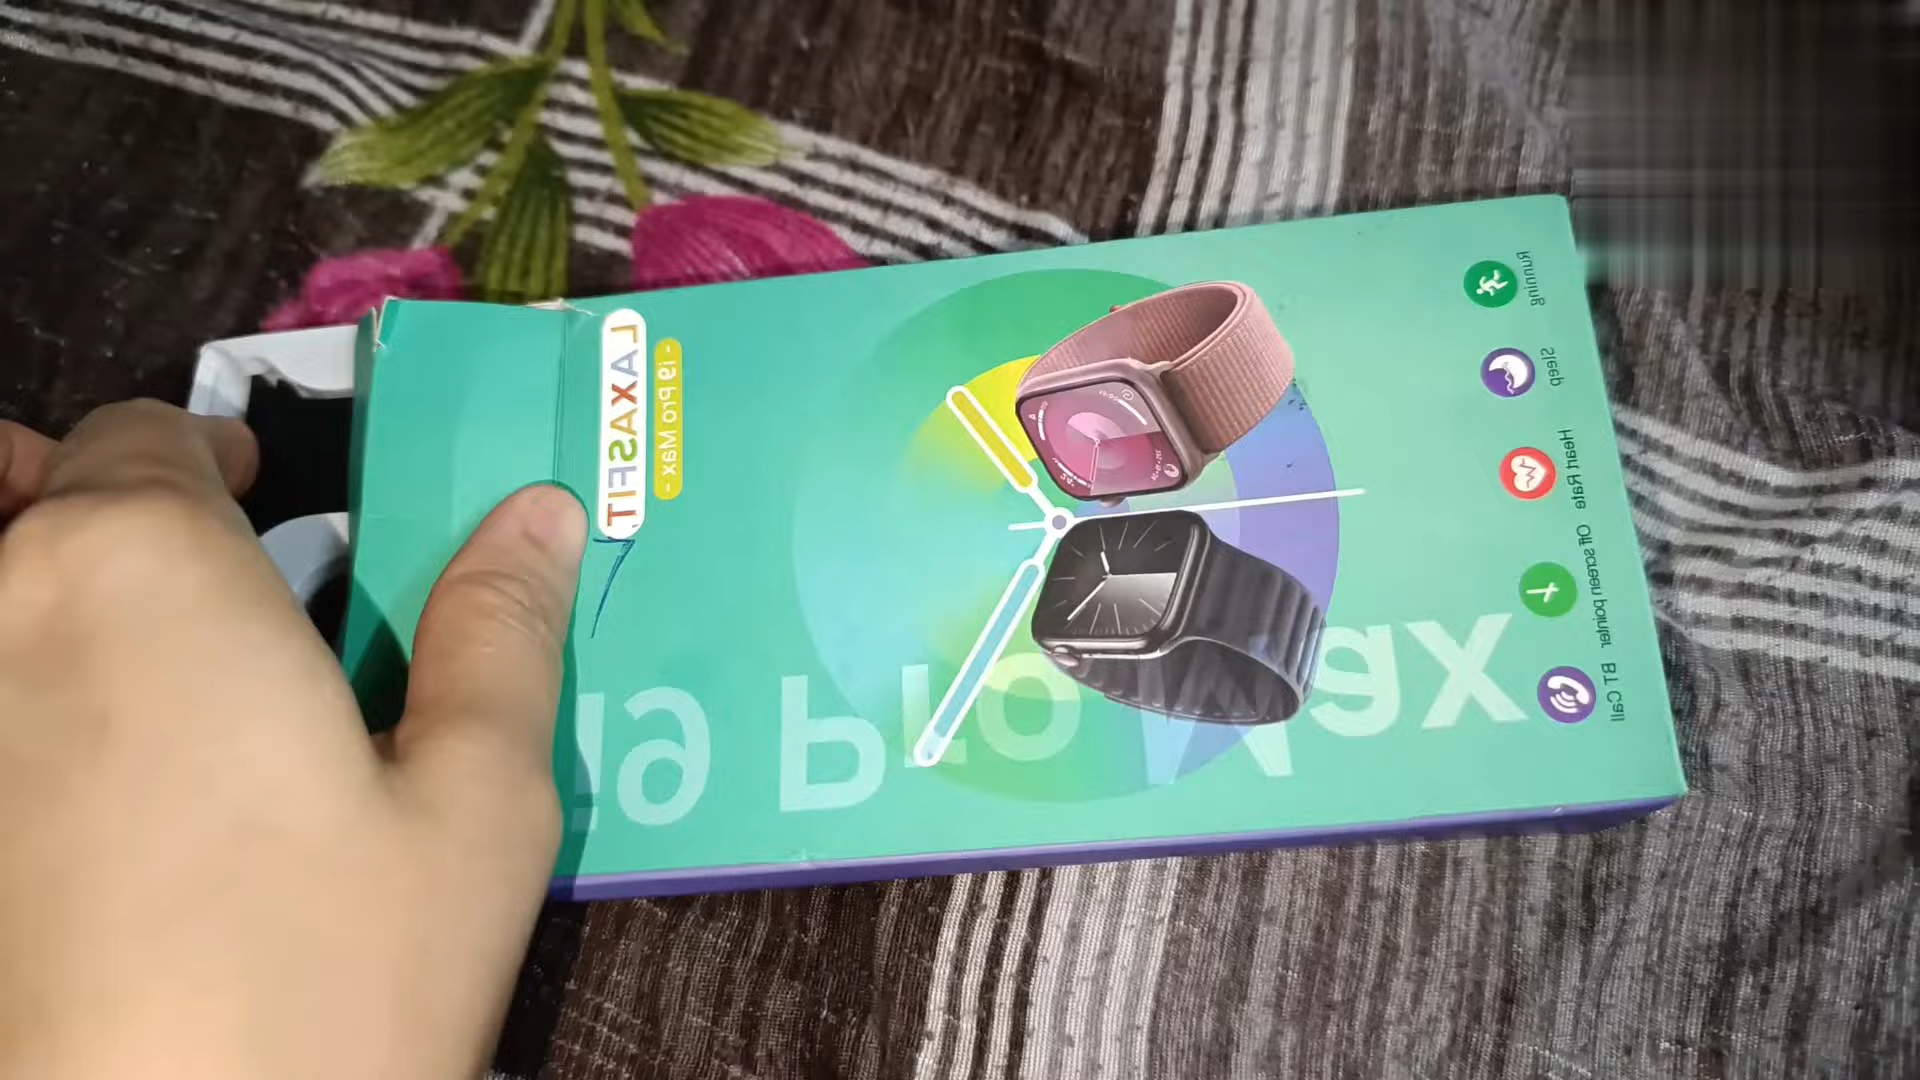 LAXASFIT
- i9 Pro Max -
i9 Pro Max
Running
Sleep
Heart Rate
Off screen pointer
BT Call